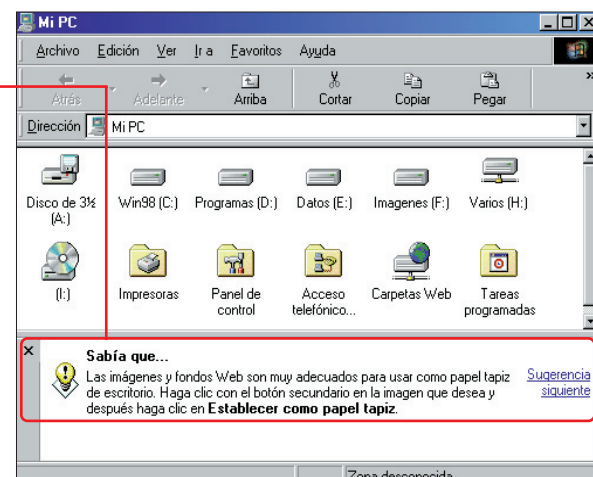 Mi PC
Archivo Edición Ver Ir a Favoritos Ayuda
Atrás Adelante Arriba Cortar Copiar Pegar »
Dirección Mi PC
Disco de 3½ (A:) Win98 (C:) Programas (D:) Datos (E:) Imagenes (F:) Varios (H:)
(I:) Impresoras Panel de control Acceso telefónico... Carpetas Web Tareas programadas
Sabía que...
Las imágenes y fondos Web son muy adecuados para usar como papel tapiz
de escritorio. Haga clic con el botón secundario en la imagen que desea y
después haga clic en Establecer como papel tapiz.
Sugerencia
siguiente
Zona desconocida